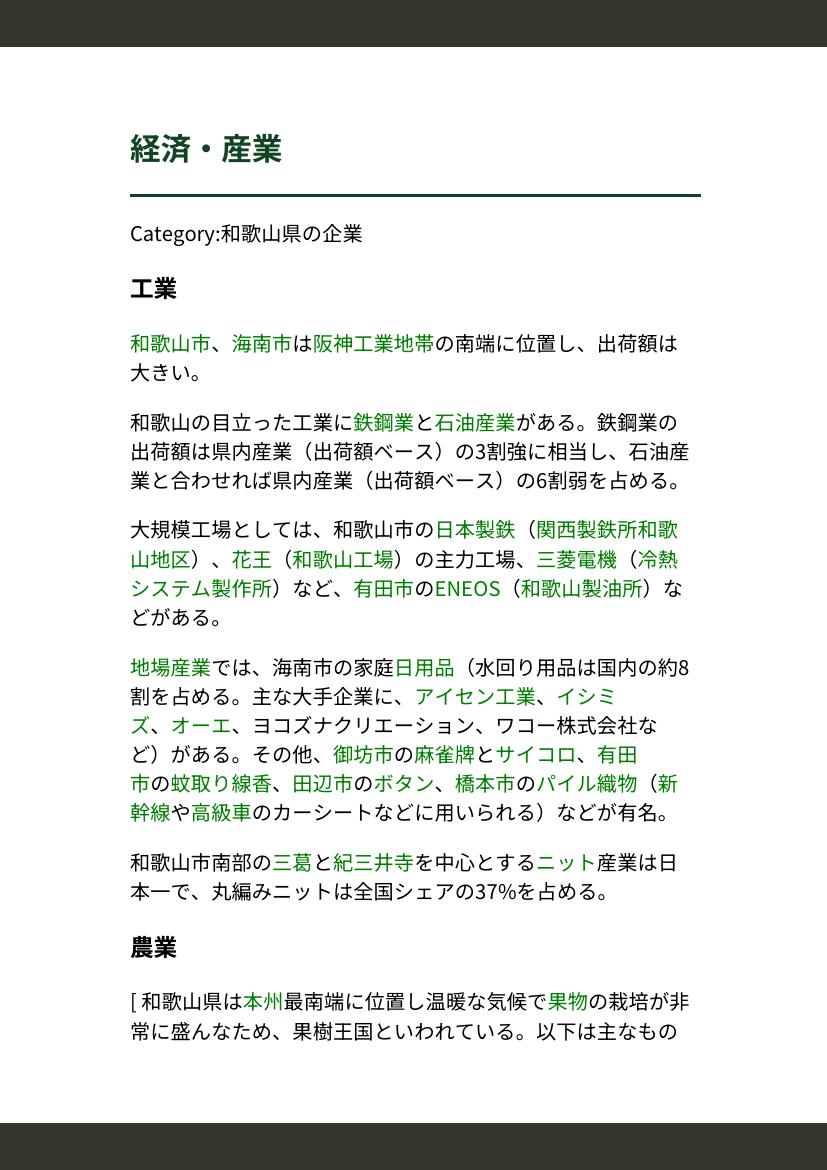 経済・産業
Category:和歌山県の企業
工業
和歌山市、海南市は阪神工業地帯の南端に位置し、出荷額は
大きい。
和歌山の目立った工業に鉄鋼業と石油産業がある。鉄鋼業の
出荷額は県内産業（出荷額ベース）の3割強に相当し、石油産
業と合わせれば県内産業（出荷額ベース）の6割弱を占める。
大規模工場としては、和歌山市の日本製鉄（関西製鉄所和歌
山地区）、花王（和歌山工場）の主力工場、三菱電機（冷熱
システム製作所）など、有田市のENEOS（和歌山製油所）な
どがある。
地場産業では、海南市の家庭日用品（水回り用品は国内の約8
割を占める。主な大手企業に、アイセン工業、イシミ
ズ、オーエ、ヨコズナクリエーション、ワコー株式会社な
ど）がある。その他、御坊市の麻雀牌とサイコロ、有田
市の蚊取り線香、田辺市のボタン、橋本市のパイル織物（新
幹線や高級車のカーシートなどに用いられる）などが有名。
和歌山市南部の三葛と紀三井寺を中心とするニット産業は日
本一で、丸編みニットは全国シェアの37%を占める。
農業
[ 和歌山県は本州最南端に位置し温暖な気候で果物の栽培が非
常に盛んなため、果樹王国といわれている。以下は主なもの